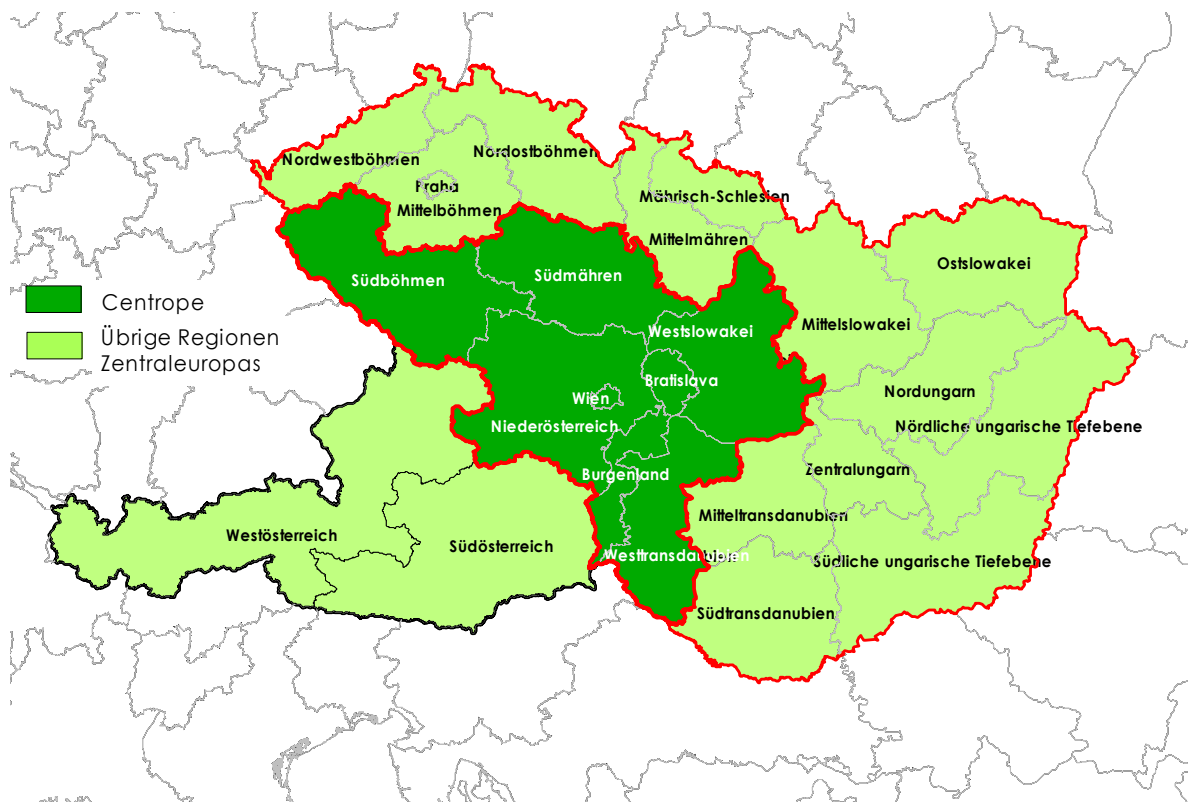 Nordwestböhmen
Nordostböhmen
Praha
Mittelböhmen
Mährisch-Schlesien
Mittelmähren
Ostslowakei
Südböhmen
Südmähren
Centrope
Übrige Regionen
Zentraleuropas
Westslowakei
Mittelslowakei
Bratislava
Nordungarn
Wien
Niederösterreich
Nördliche ungarische Tiefebene
Burgenland
Zentralungarn
Mitteltransdanubien
Westösterreich
Südösterreich
Westtransdanubien
Südliche ungarische Tiefebene
Südtransdanubien